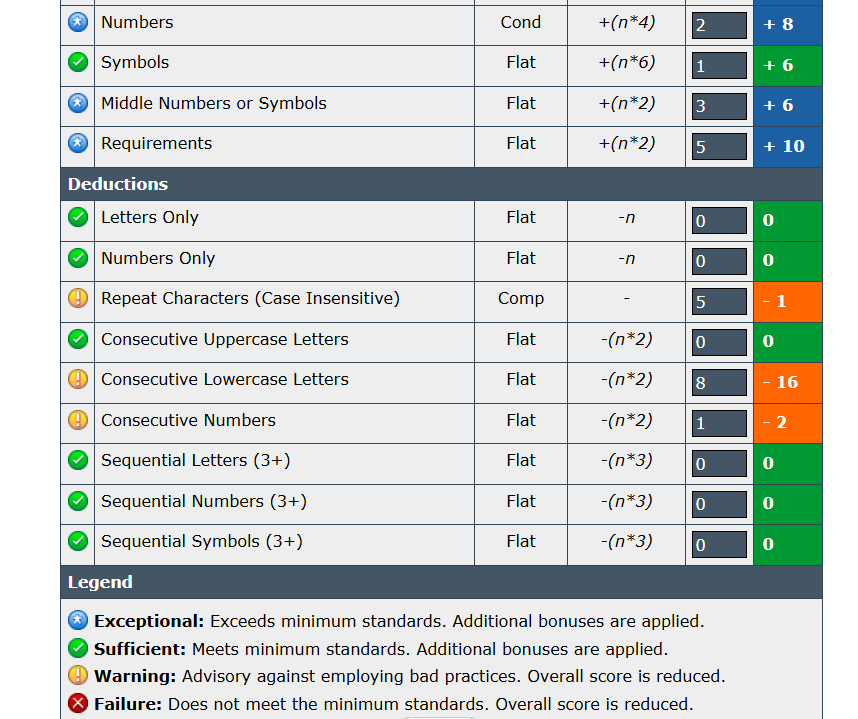 Numbers Cond +(n*4) 2 + 8
Symbols Flat +(n*6) 1 + 6
Middle Numbers or Symbols Flat +(n*2) 3 + 6
Requirements Flat +(n*2) 5 + 10
Deductions
Letters Only Flat -n 0 0
Numbers Only Flat -n 0 0
Repeat Characters (Case Insensitive) Comp - 5 - 1
Consecutive Uppercase Letters Flat -(n*2) 0 0
Consecutive Lowercase Letters Flat -(n*2) 8 - 16
Consecutive Numbers Flat -(n*2) 1 - 2
Sequential Letters (3+) Flat -(n*3) 0 0
Sequential Numbers (3+) Flat -(n*3) 0 0
Sequential Symbols (3+) Flat -(n*3) 0 0
Legend
Exceptional: Exceeds minimum standards. Additional bonuses are applied.
Sufficient: Meets minimum standards. Additional bonuses are applied.
Warning: Advisory against employing bad practices. Overall score is reduced.
Failure: Does not meet the minimum standards. Overall score is reduced.